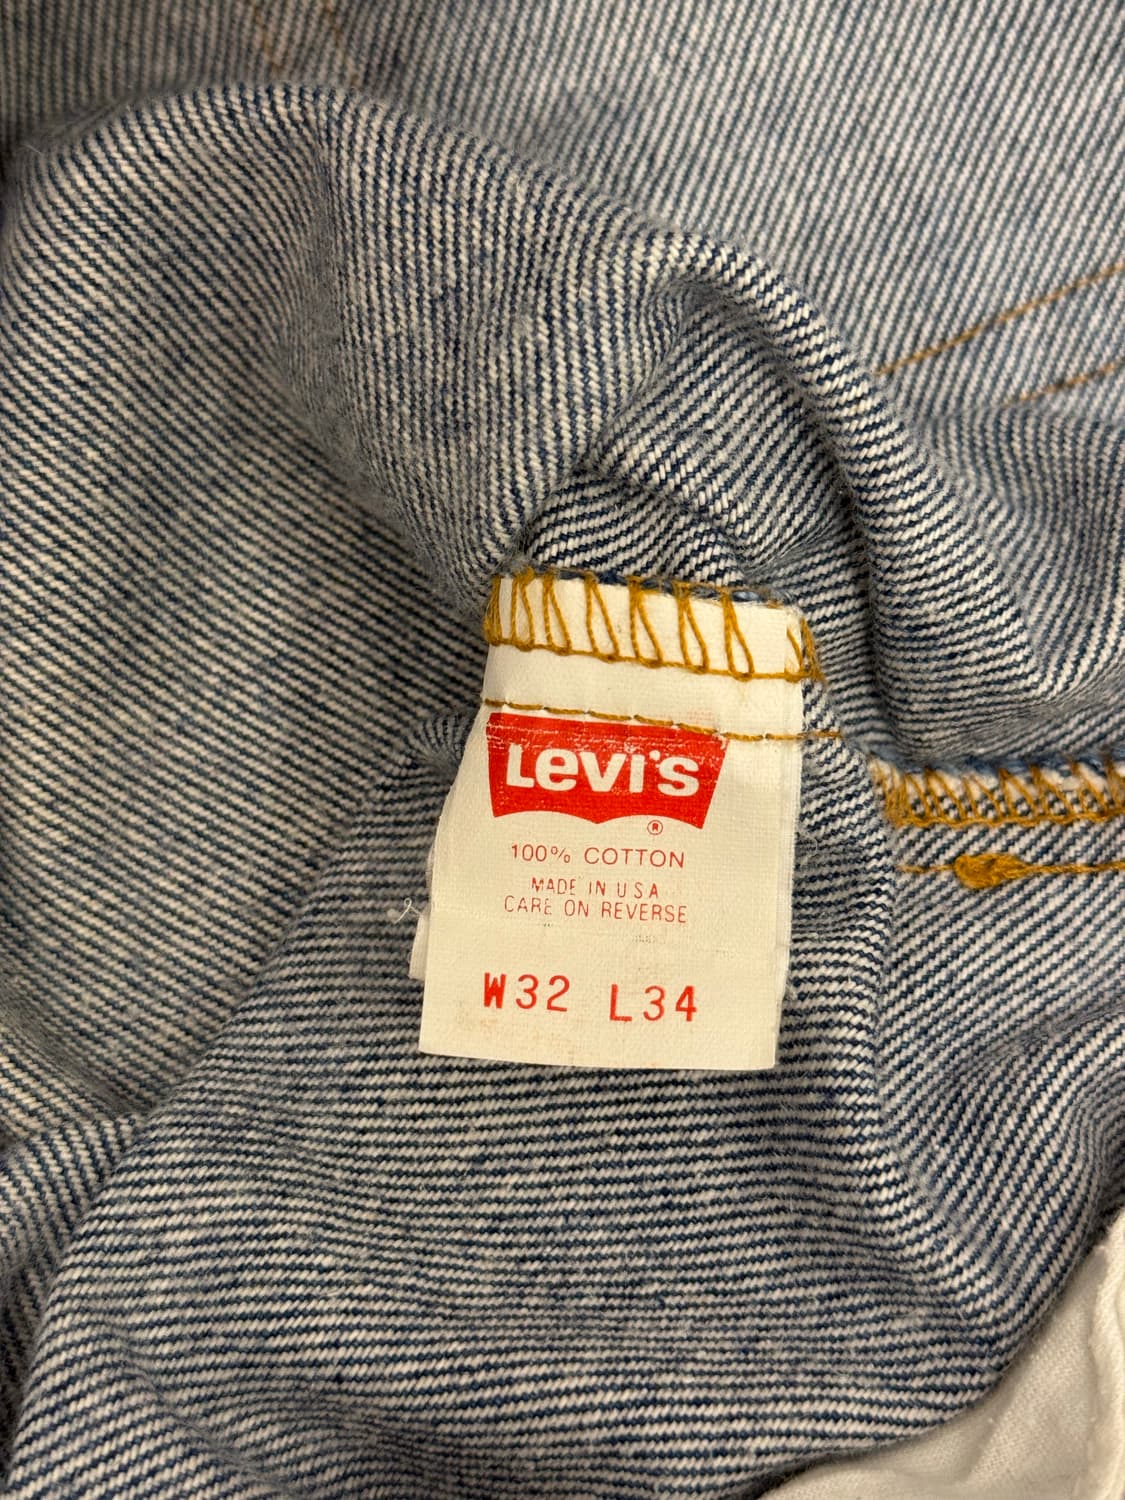 Levi's
®
100% COTTON
MADE IN USA
CARE ON REVERSE
W32 L34